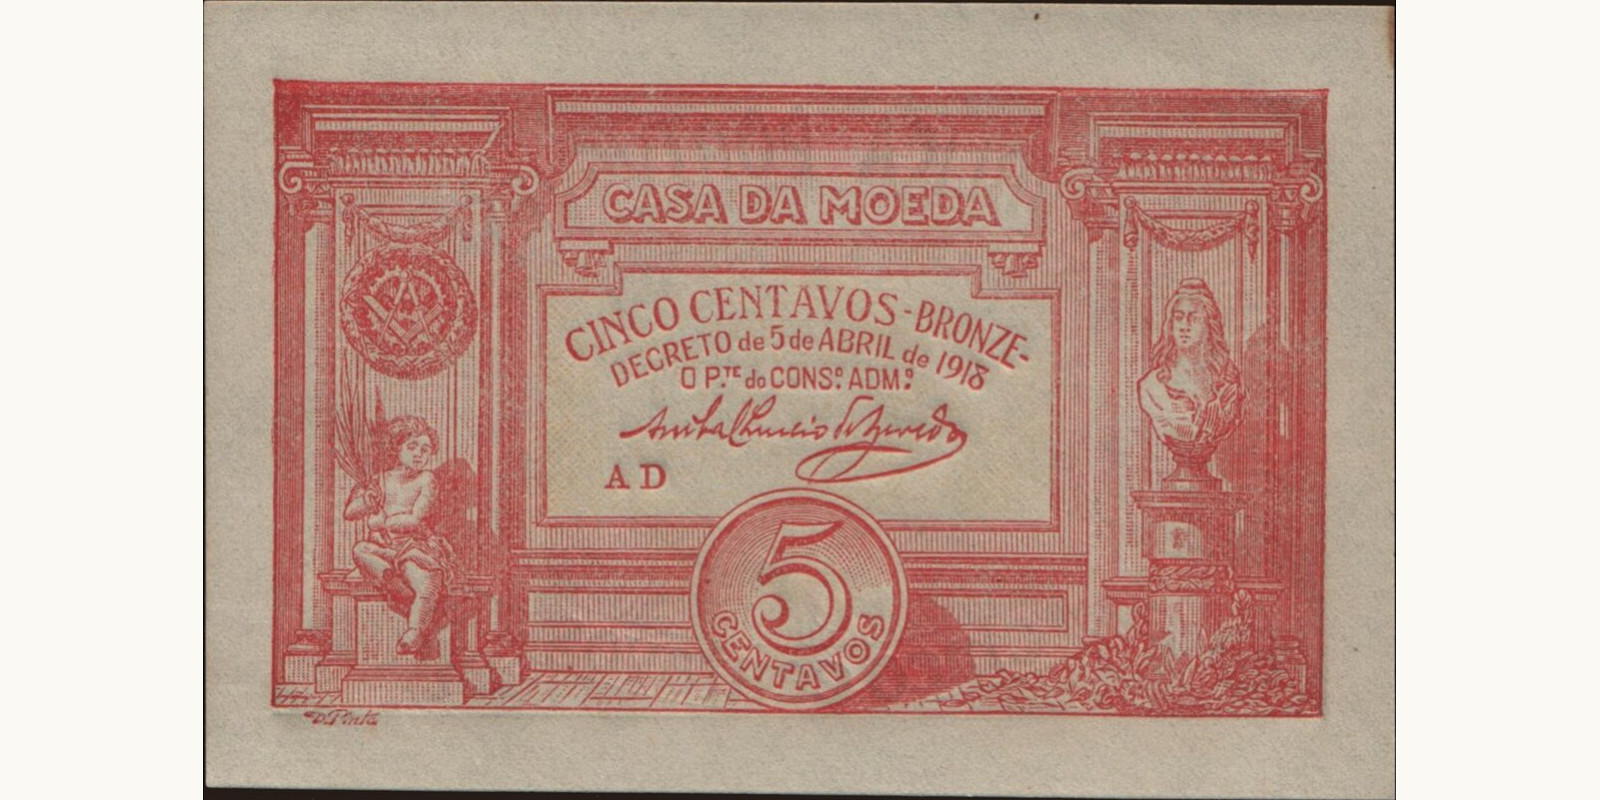 CASA DA MOEDA
CINCO CENTAVOS-BRONZE-
DECRETO de 5 de ABRIL de 1918
O P.TE do CONS.º ADM.º
A D
5
CENTAVOS
D. Pinto